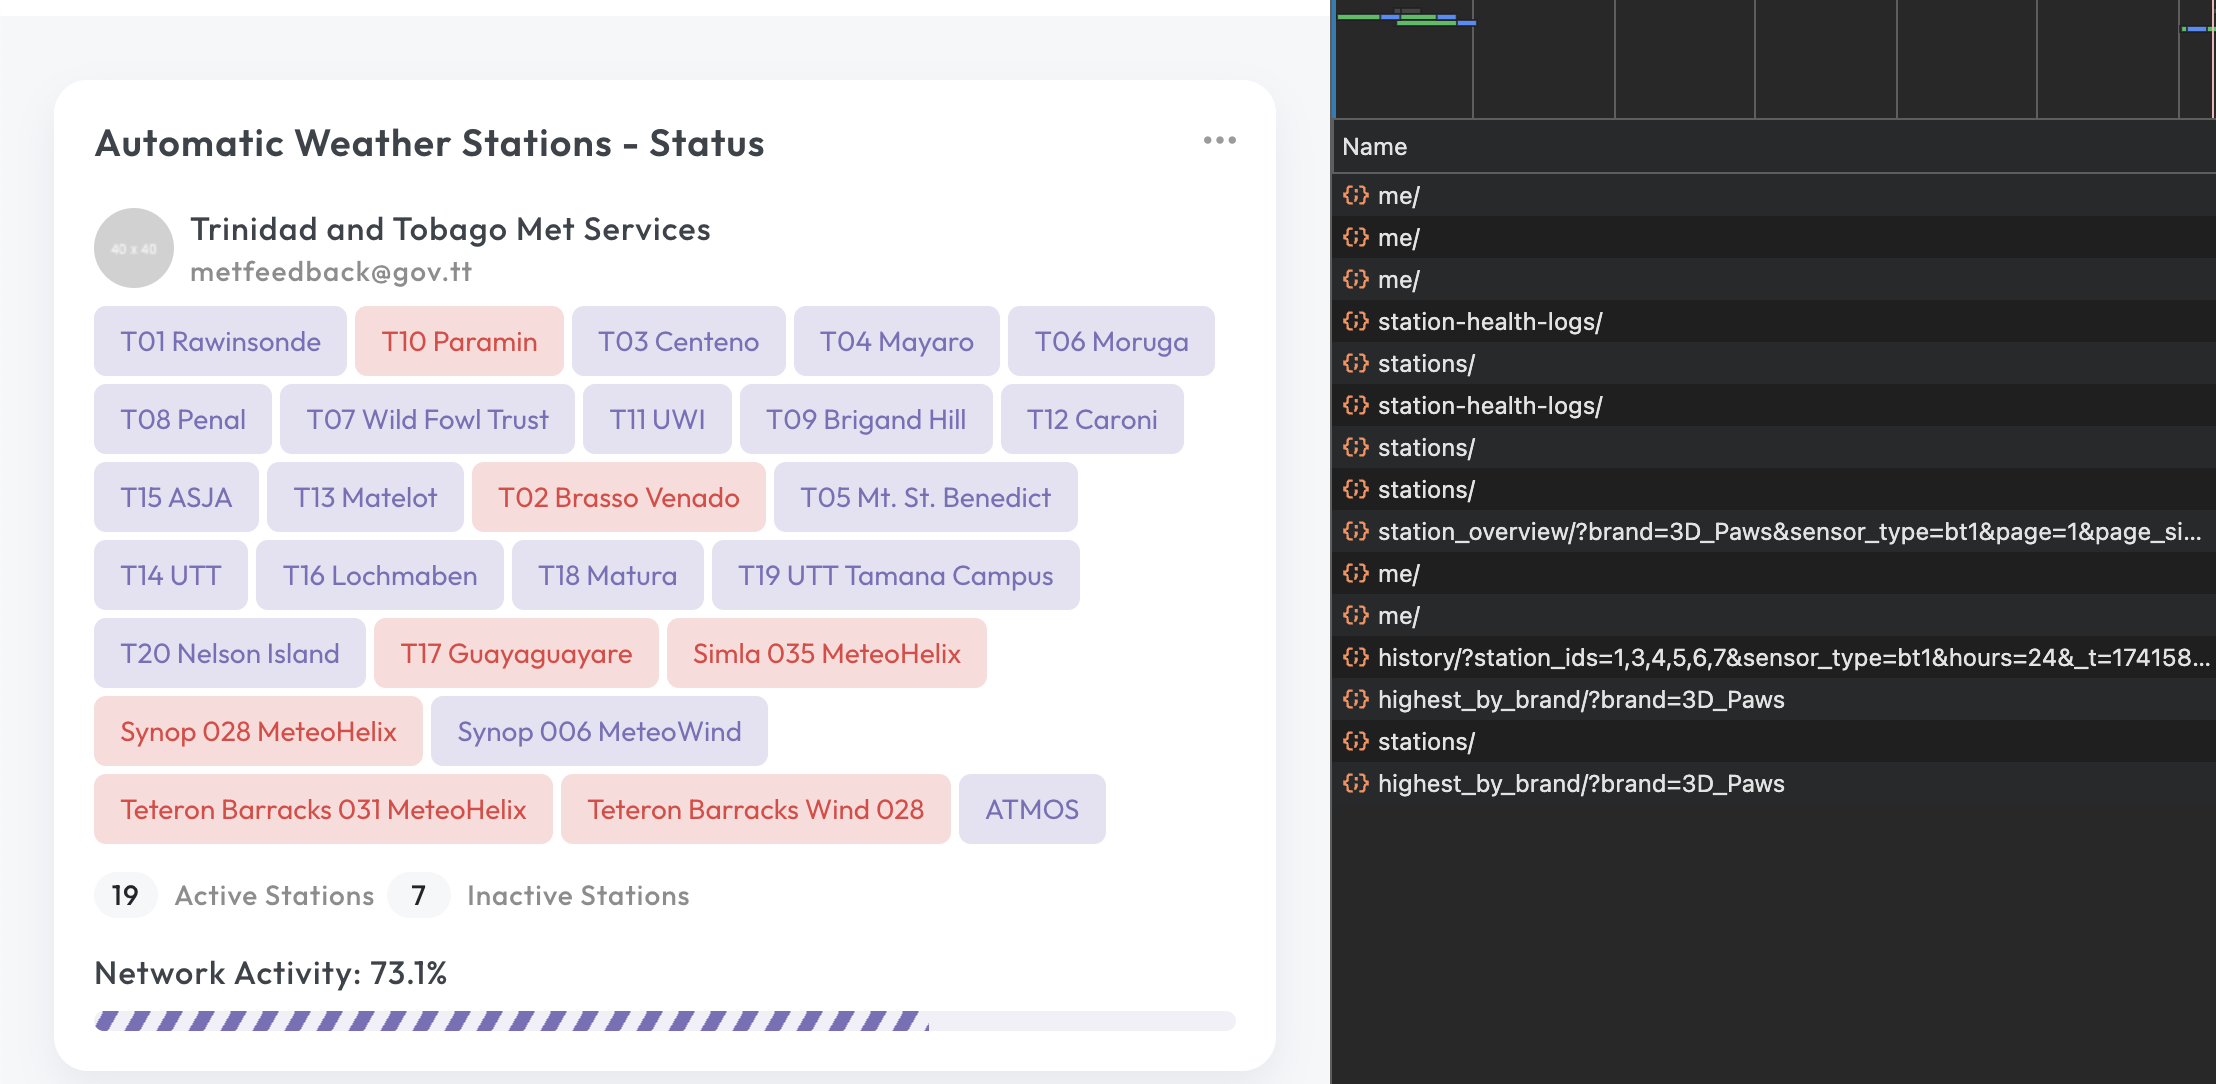 Automatic Weather Stations - Status
40 x 40
Trinidad and Tobago Met Services
metfeedback@gov.tt
T01 Rawinsonde T10 Paramin T03 Centeno T04 Mayaro T06 Moruga
T08 Penal T07 Wild Fowl Trust T11 UWI T09 Brigand Hill T12 Caroni
T15 ASJA T13 Matelot T02 Brasso Venado T05 Mt. St. Benedict
T14 UTT T16 Lochmaben T18 Matura T19 UTT Tamana Campus
T20 Nelson Island T17 Guayaguayare Simla 035 MeteoHelix
Synop 028 MeteoHelix Synop 006 MeteoWind
Teteron Barracks 031 MeteoHelix Teteron Barracks Wind 028 ATMOS
19 Active Stations 7 Inactive Stations
Network Activity: 73.1%
Name
me/
me/
me/
station-health-logs/
stations/
station-health-logs/
stations/
stations/
station_overview/?brand=3D_Paws&sensor_type=bt1&page=1&page_si...
me/
me/
history/?station_ids=1,3,4,5,6,7&sensor_type=bt1&hours=24&_t=174158...
highest_by_brand/?brand=3D_Paws
stations/
highest_by_brand/?brand=3D_Paws